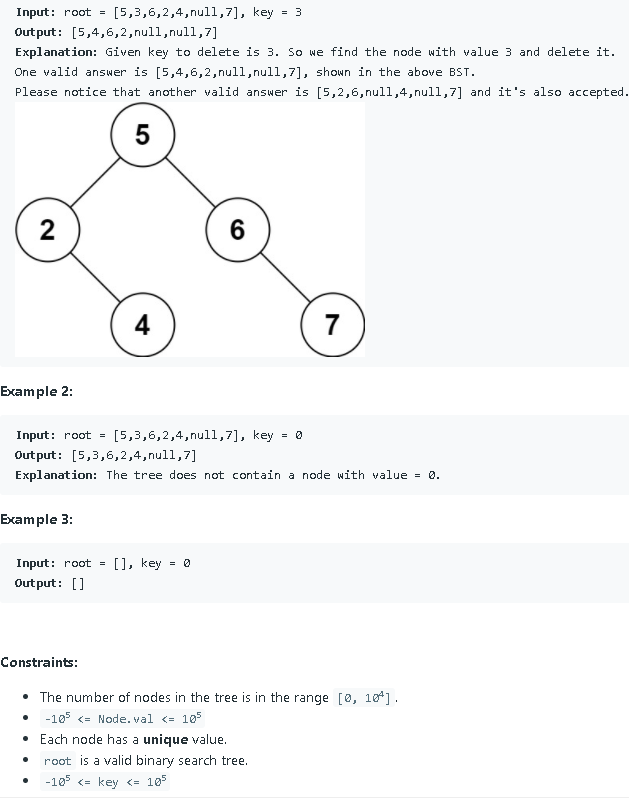 Input: root = [5,3,6,2,4,null,7], key = 3
Output: [5,4,6,2,null,null,7]
Explanation: Given key to delete is 3. So we find the node with value 3 and delete it.
One valid answer is [5,4,6,2,null,null,7], shown in the above BST.
Please notice that another valid answer is [5,2,6,null,4,null,7] and it's also accepted.
5
2 6
4 7
Example 2:
Input: root = [5,3,6,2,4,null,7], key = 0
Output: [5,3,6,2,4,null,7]
Explanation: The tree does not contain a node with value = 0.
Example 3:
Input: root = [], key = 0
Output: []
Constraints:
• The number of nodes in the tree is in the range [0, 10⁴].
• -10⁵ <= Node.val <= 10⁵
• Each node has a unique value.
• root is a valid binary search tree.
• -10⁵ <= key <= 10⁵